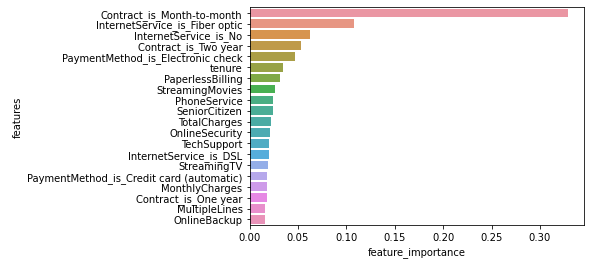 Contract_is_Month-to-month
InternetService_is_Fiber optic
InternetService_is_No
Contract_is_Two year
PaymentMethod_is_Electronic check
tenure
PaperlessBilling
StreamingMovies
PhoneService
SeniorCitizen
TotalCharges
OnlineSecurity
TechSupport
InternetService_is_DSL
StreamingTV
PaymentMethod_is_Credit card (automatic)
MonthlyCharges
Contract_is_One year
MultipleLines
OnlineBackup
features
0.00 0.05 0.10 0.15 0.20 0.25 0.30
feature_importance